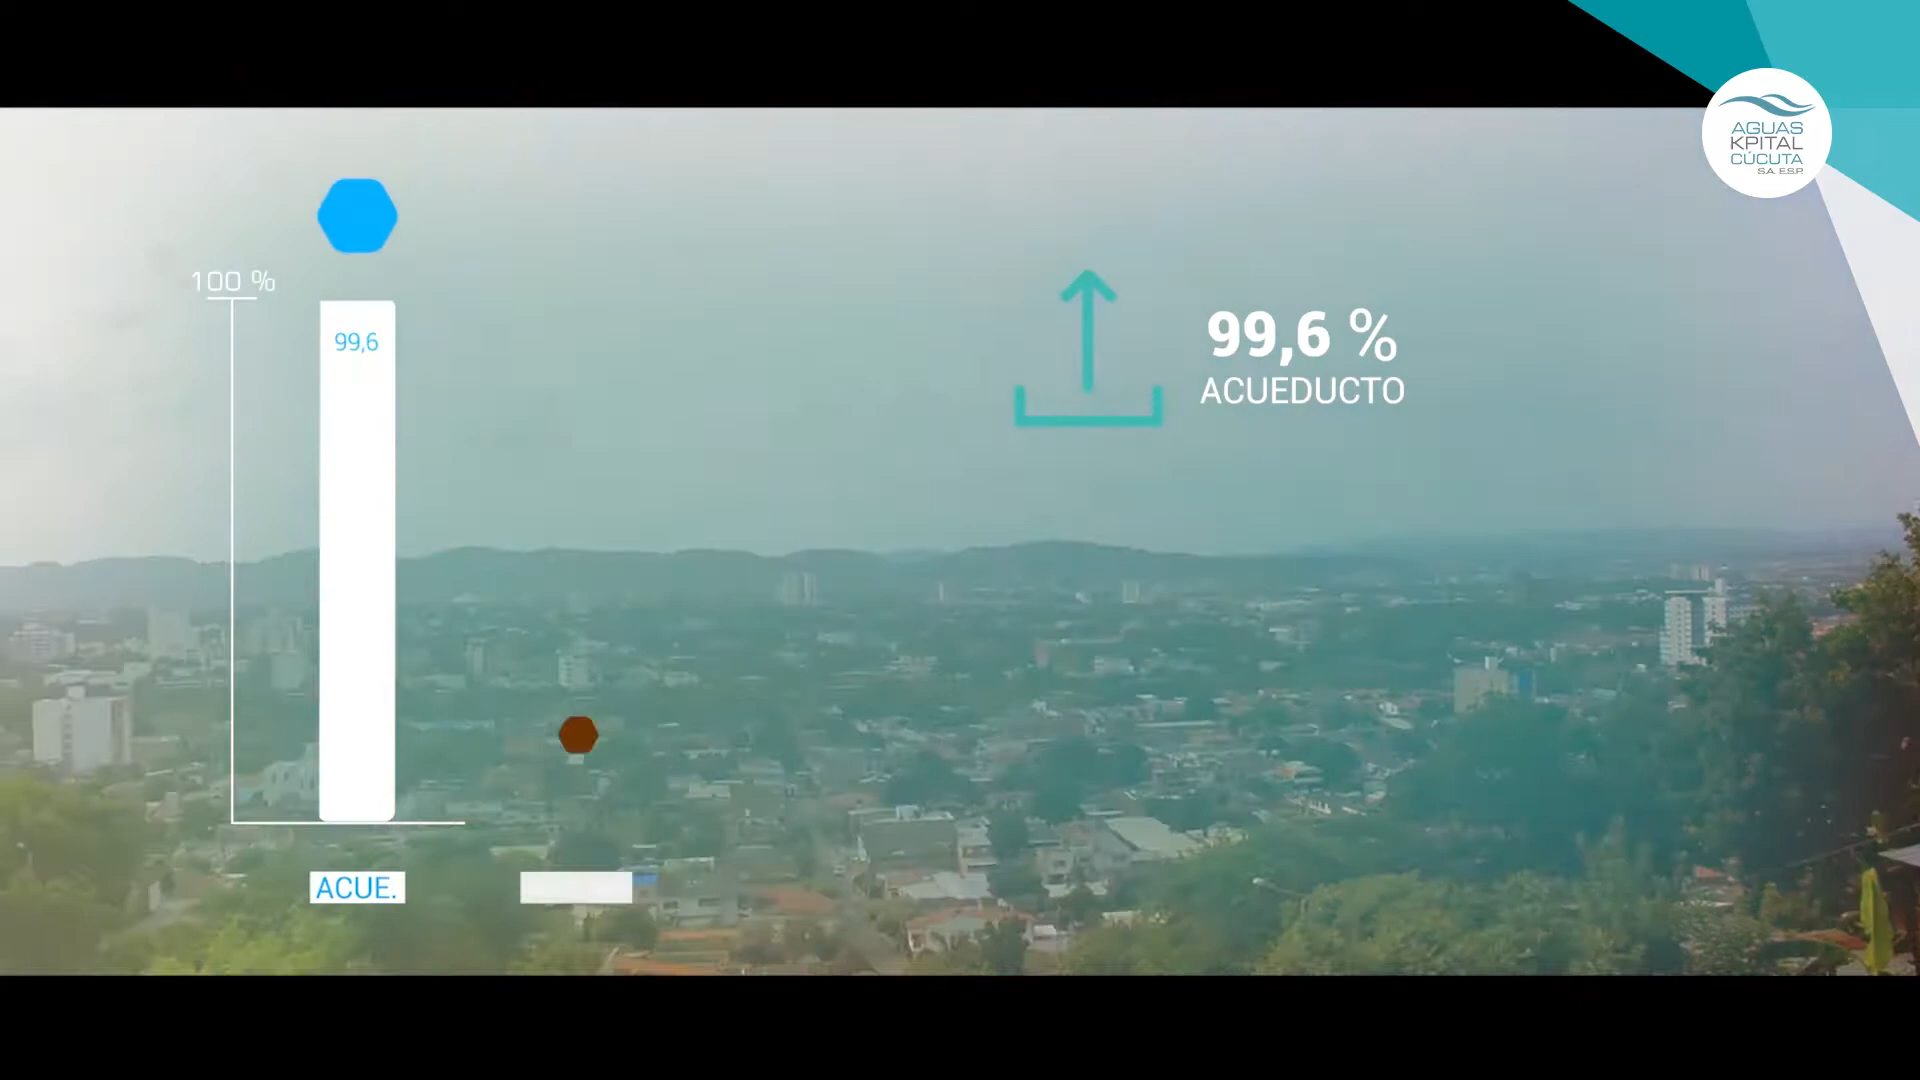 AGUAS
KPITAL
CÚCUTA
S.A. E.S.P.
100 %
99,6
99,6 %
ACUEDUCTO
ACUE.